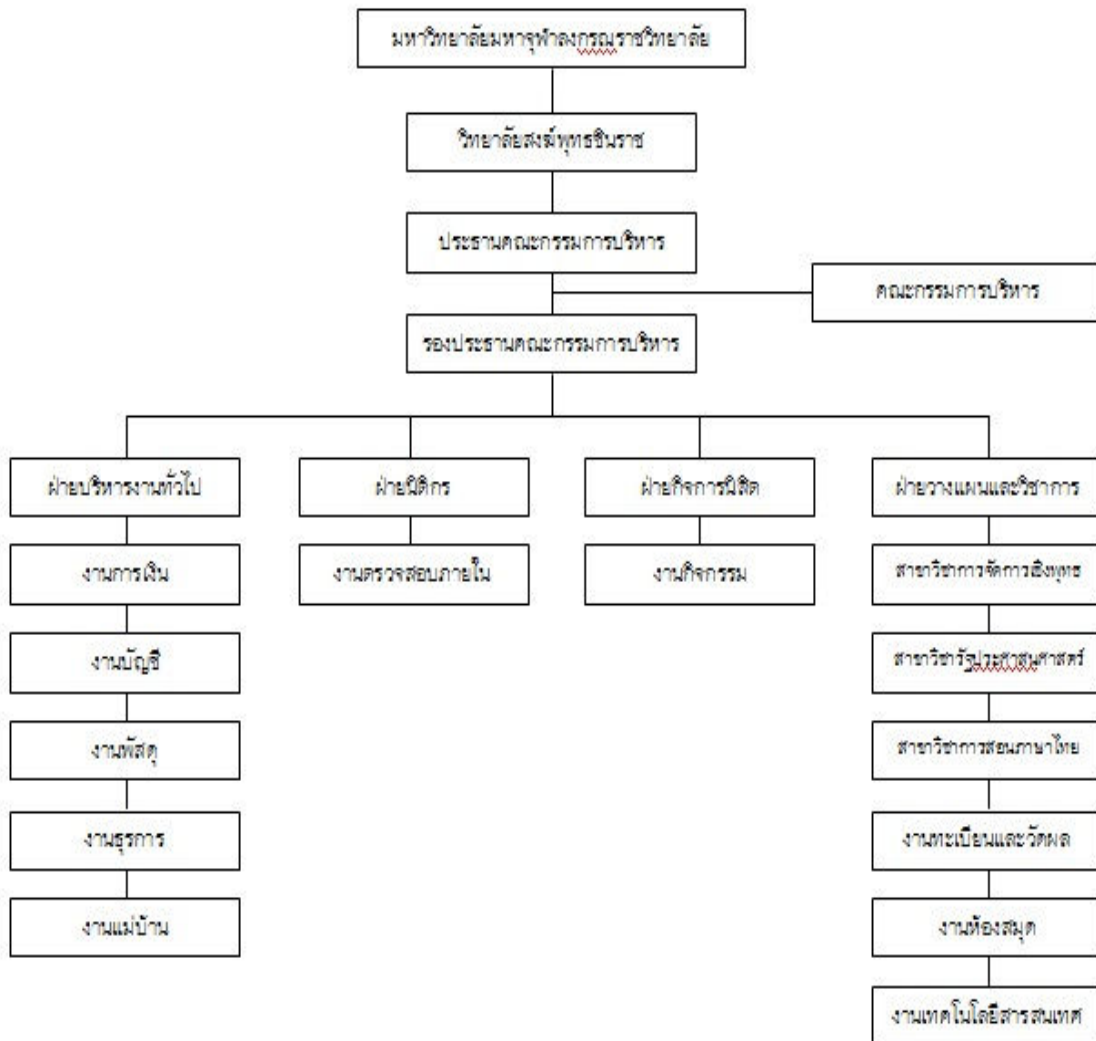 มหาวิทยาลัยมหาจุฬาลงกรณราชวิทยาลัย
วิทยาลัยสงฆ์พุทธชินราช
ประธานคณะกรรมการบริหาร
คณะกรรมการบริหาร
รองประธานคณะกรรมการบริหาร
ฝ่ายบริหารงานทั่วไป
ฝ่ายนิติกร
ฝ่ายกิจการนิสิต
ฝ่ายวางแผนและวิชาการ
งานการเงิน
งานตรวจสอบภายใน
งานกิจกรรม
สาขาวิชาการจัดการเชิงพุทธ
งานบัญชี
สาขาวิชารัฐประศาสนศาสตร์
งานพัสดุ
สาขาวิชาการสอนภาษาไทย
งานธุรการ
งานทะเบียนและวัดผล
งานแม่บ้าน
งานห้องสมุด
งานเทคโนโลยีสารสนเทศ